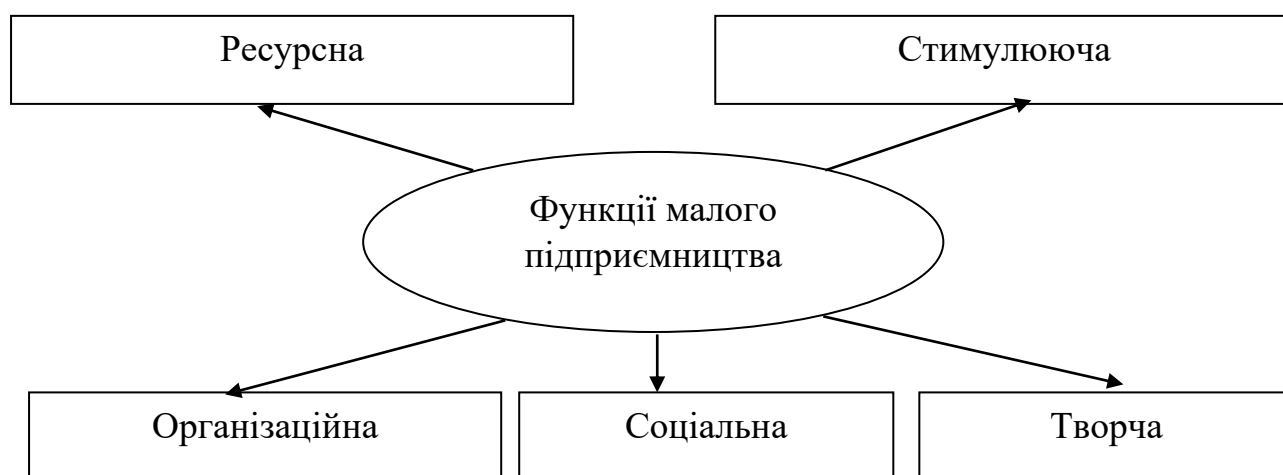 Ресурсна
Стимулююча
Функції малого
підприємництва
Організаційна
Соціальна
Творча